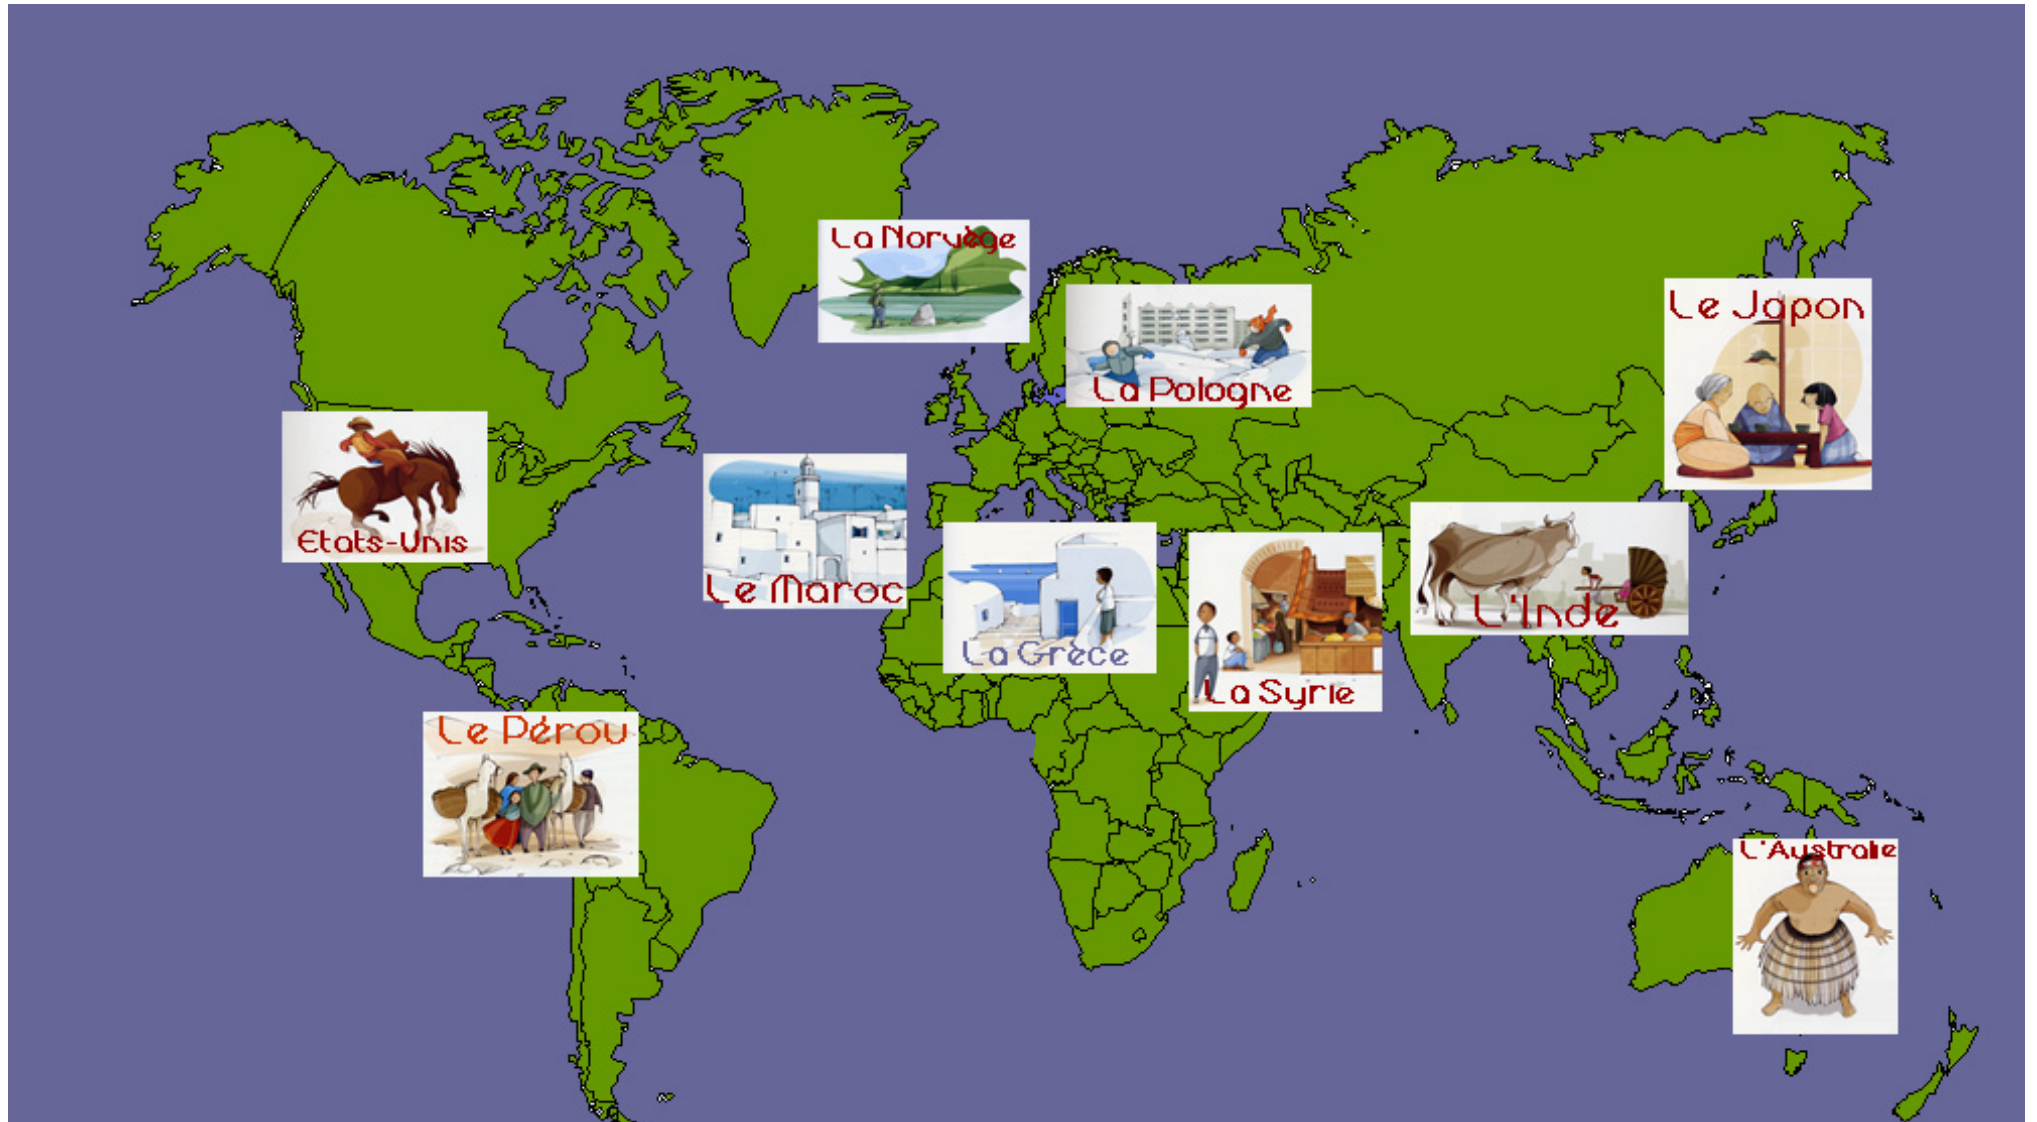 La Norvège
Le Japon
La Pologne
Etats-Unis
Le Maroc
L'Inde
La Grèce
La Syrie
Le Pérou
L'Australie